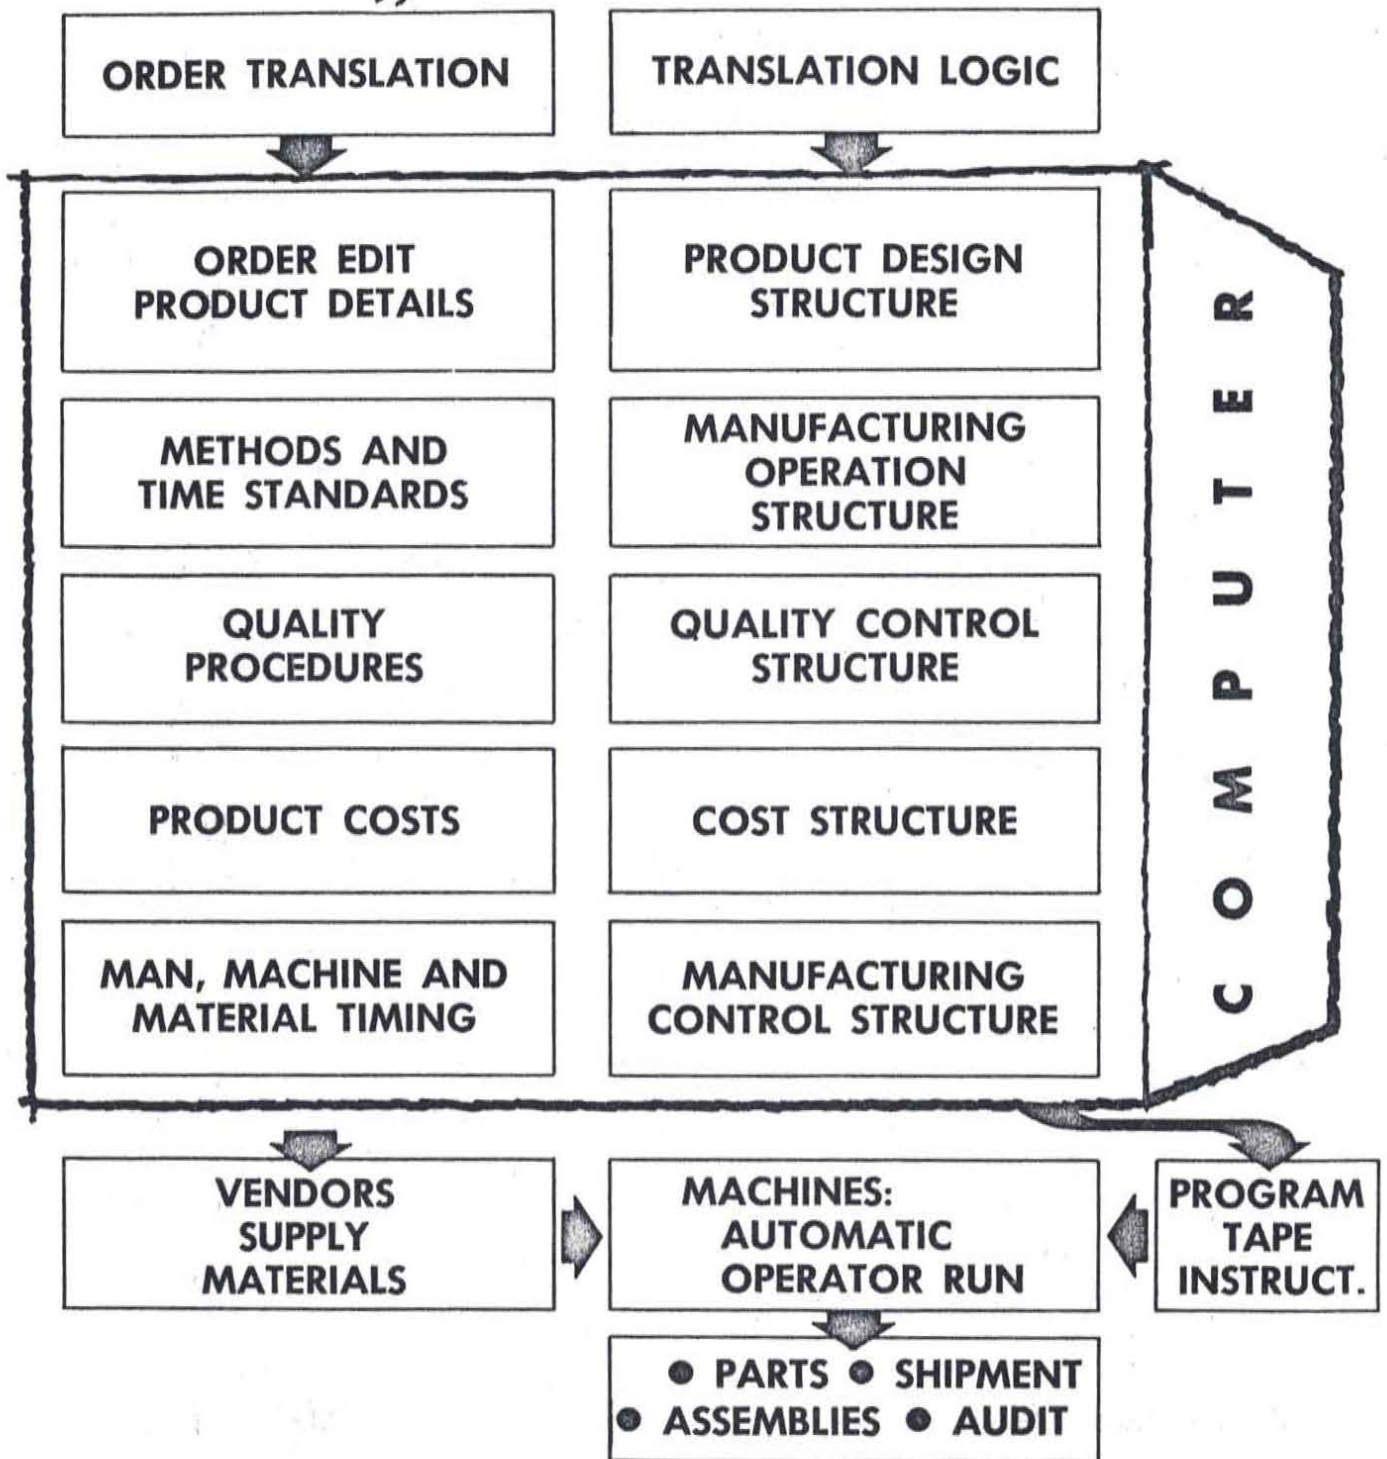 ORDER TRANSLATION
TRANSLATION LOGIC
ORDER EDIT
PRODUCT DETAILS
PRODUCT DESIGN
STRUCTURE
METHODS AND
TIME STANDARDS
MANUFACTURING
OPERATION
STRUCTURE
QUALITY
PROCEDURES
QUALITY CONTROL
STRUCTURE
PRODUCT COSTS
COST STRUCTURE
MAN, MACHINE AND
MATERIAL TIMING
MANUFACTURING
CONTROL STRUCTURE
COMPUTER
VENDORS
SUPPLY
MATERIALS
MACHINES:
AUTOMATIC
OPERATOR RUN
PROGRAM
TAPE
INSTRUCT.
● PARTS ● SHIPMENT
● ASSEMBLIES ● AUDIT